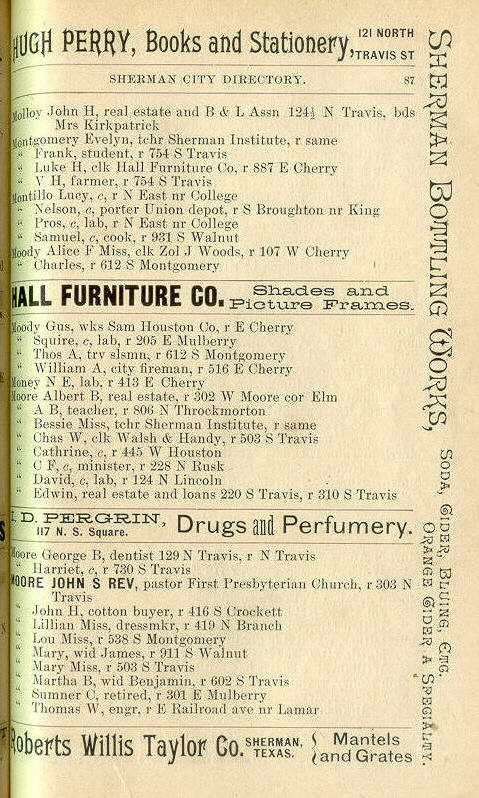 HUGH PERRY, Books and Stationery, 121 NORTH TRAVIS ST
SHERMAN CITY DIRECTORY. 87
Molloy John H, real estate and B & L Assn 124½ N Travis, bds
Mrs Kirkpatrick
Montgomery Evelyn, tchr Sherman Institute, r same
“ Frank, student, r 754 S Travis
“ Luke H, clk Hall Furniture Co, r 887 E Cherry
“ V H, farmer, r 754 S Travis
Montillo Lucy, c, r N East nr College
“ Nelson, c, porter Union depot, r S Broughton nr King
“ Pros, c, lab, r N East nr College
“ Samuel, c, cook, r 931 S Walnut
Moody Alice F Miss, clk Zol J Woods, r 107 W Cherry
“ Charles, r 612 S Montgomery
HALL FURNITURE CO. Shades and Picture Frames.
Moody Gus, wks Sam Houston Co, r E Cherry
“ Squire, c, lab, r 205 E Mulberry
“ Thos A, trv slsmn, r 612 S Montgomery
“ William A, city fireman, r 516 E Cherry
Money N E, lab, r 413 E Cherry
Moore Albert B, real estate, r 302 W Moore cor Elm
“ A B, teacher, r 806 N Throckmorton
“ Bessie Miss, tchr Sherman Institute, r same
“ Chas W, clk Walsh & Handy, r 503 S Travis
“ Cathrine, c, r 445 W Houston
“ C F, c, minister, r 228 N Rusk
“ David, c, lab, r 124 N Lincoln
“ Edwin, real estate and loans 220 S Travis, r 310 S Travis
D. PERGRIN, 117 N. S. Square. Drugs and Perfumery.
Moore George B, dentist 129 N Travis, r N Travis
“ Harriet, c, r 730 S Travis
MOORE JOHN S REV, pastor First Presbyterian Church, r 303 N
Travis
“ John H, cotton buyer, r 416 S Crockett
“ Lillian Miss, dressmkr, r 419 N Branch
“ Lou Miss, r 538 S Montgomery
“ Mary, wid James, r 911 S Walnut
“ Mary Miss, r 503 S Travis
“ Martha B, wid Benjamin, r 602 S Travis
“ Sumner C, retired, r 301 E Mulberry
“ Thomas W, engr, r E Railroad ave nr Lamar
Roberts Willis Taylor Co. SHERMAN, TEXAS. Mantels and Grates
SHERMAN BOTTLING WORKS,
SODA, CIDER, BLUING, ETC.
ORANGE CIDER A SPECIALTY.